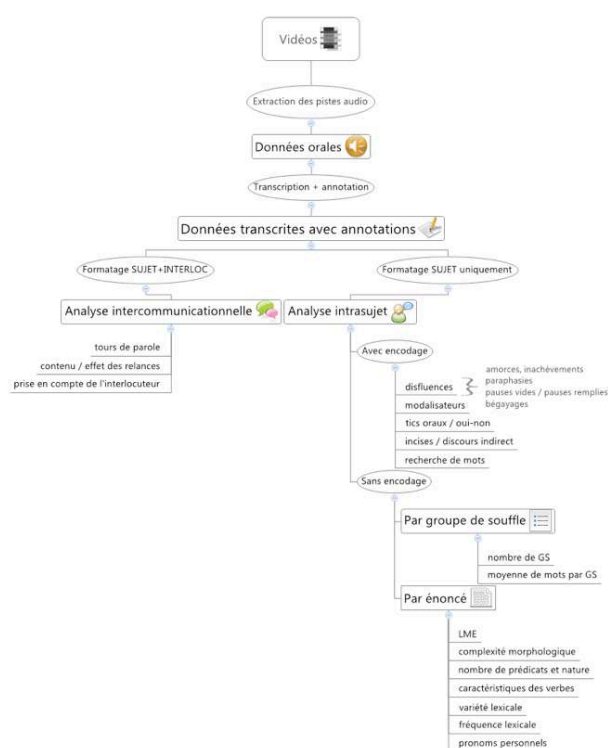 Vidéos
Extraction des pistes audio
Données orales
Transcription + annotation
Données transcrites avec annotations
Formatage SUJET+INTERLOC
Formatage SUJET uniquement
Analyse intercommunicationnelle
Analyse intrasujet
tours de parole
contenu / effet des relances
prise en compte de l'interlocuteur
Avec encodage
disfluences
amorces, inachèvements
paraphasies
pauses vides / pauses remplies
bégayages
modalisateurs
tics oraux / oui-non
incises / discours indirect
recherche de mots
Sans encodage
Par groupe de souffle
nombre de GS
moyenne de mots par GS
Par énoncé
LME
complexité morphologique
nombre de prédicats et nature
caractéristiques des verbes
variété lexicale
fréquence lexicale
pronoms personnels